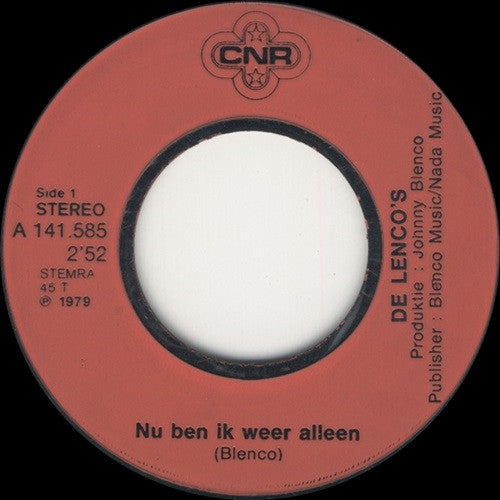 CNR
Side 1
STEREO
A 141.585
2'52
STEMRA
45 T
℗ 1979
DE LENCO'S
Produktie : Johnny Blenco
Publisher : Blenco Music/Nada Music
Nu ben ik weer alleen
(Blenco)